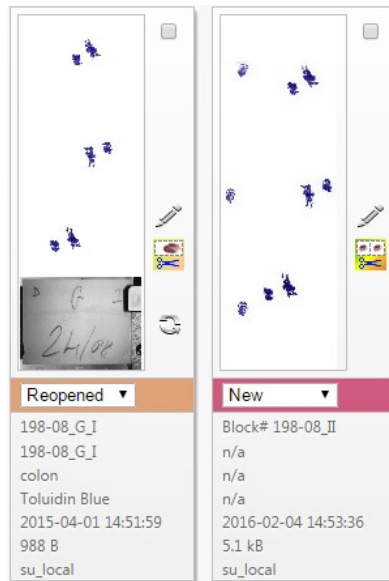 D G I
24/08
Reopened
198-08_G_I
198-08_G_I
colon
Toluidin Blue
2015-04-01 14:51:59
988 B
su_local
New
Block# 198-08_II
n/a
n/a
n/a
2016-02-04 14:53:36
5.1 kB
su_local